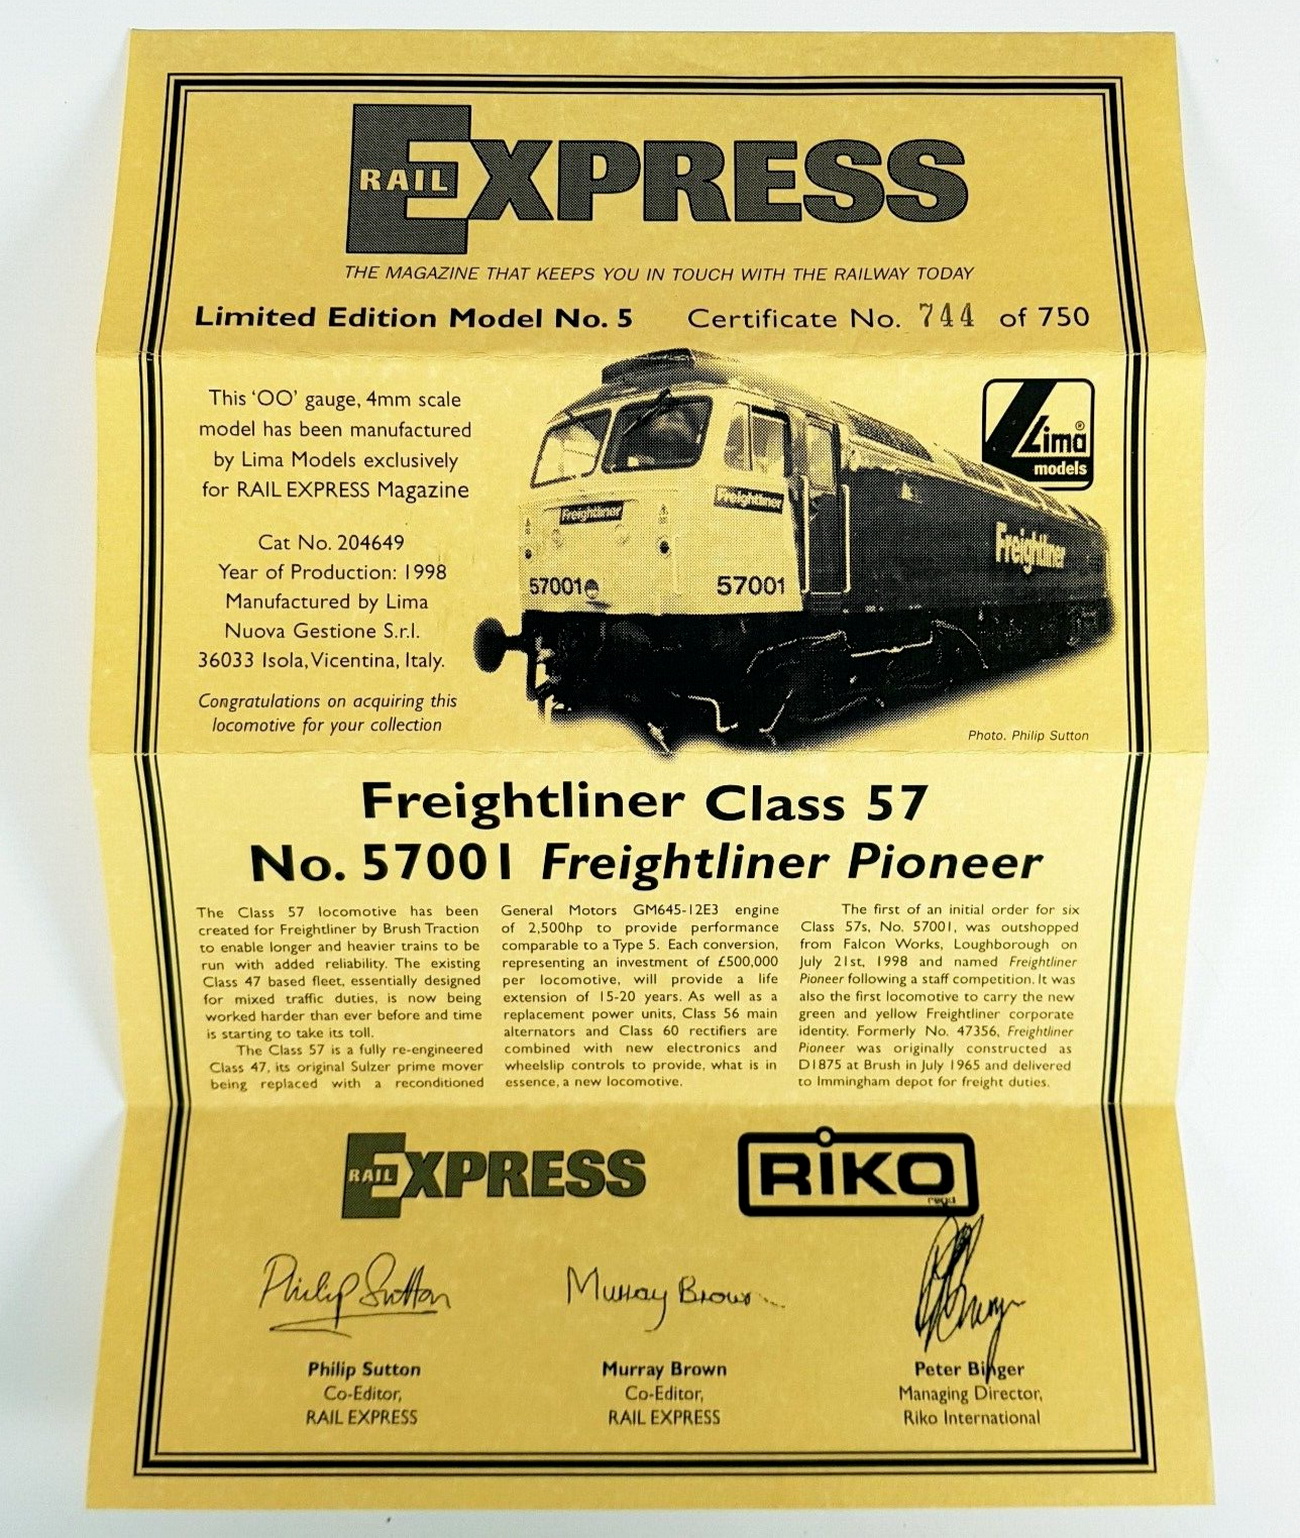 RAIL EXPRESS
THE MAGAZINE THAT KEEPS YOU IN TOUCH WITH THE RAILWAY TODAY
Limited Edition Model No. 5 Certificate No. 744 of 750
This 'OO' gauge, 4mm scale
model has been manufactured
by Lima Models exclusively
for RAIL EXPRESS Magazine
Cat No. 204649
Year of Production: 1998
Manufactured by Lima
Nuova Gestione S.r.l.
36033 Isola, Vicentina, Italy.
Congratulations on acquiring this
locomotive for your collection
Lima®
models
Freightliner
Freightliner
Freightliner
57001
57001
Photo. Philip Sutton
Freightliner Class 57
No. 57001 Freightliner Pioneer
The Class 57 locomotive has been
created for Freightliner by Brush Traction
to enable longer and heavier trains to be
run with added reliability. The existing
Class 47 based fleet, essentially designed
for mixed traffic duties, is now being
worked harder than ever before and time
is starting to take its toll.
The Class 57 is a fully re-engineered
Class 47, its original Sulzer prime mover
being replaced with a reconditioned
General Motors GM645-12E3 engine
of 2,500hp to provide performance
comparable to a Type 5. Each conversion,
representing an investment of £500,000
per locomotive, will provide a life
extension of 15-20 years. As well as a
replacement power units, Class 56 main
alternators and Class 60 rectifiers are
combined with new electronics and
wheelslip controls to provide, what is in
essence, a new locomotive.
The first of an initial order for six
Class 57s, No. 57001, was outshopped
from Falcon Works, Loughborough on
July 21st, 1998 and named Freightliner
Pioneer following a staff competition. It was
also the first locomotive to carry the new
green and yellow Freightliner corporate
identity. Formerly No. 47356, Freightliner
Pioneer was originally constructed as
D1875 at Brush in July 1965 and delivered
to Immingham depot for freight duties.
RAIL EXPRESS
RIKO
regd
Philip Sutton
Murray Brown
Philip Sutton
Co-Editor,
RAIL EXPRESS
Murray Brown
Co-Editor,
RAIL EXPRESS
Peter Binger
Managing Director,
Riko International